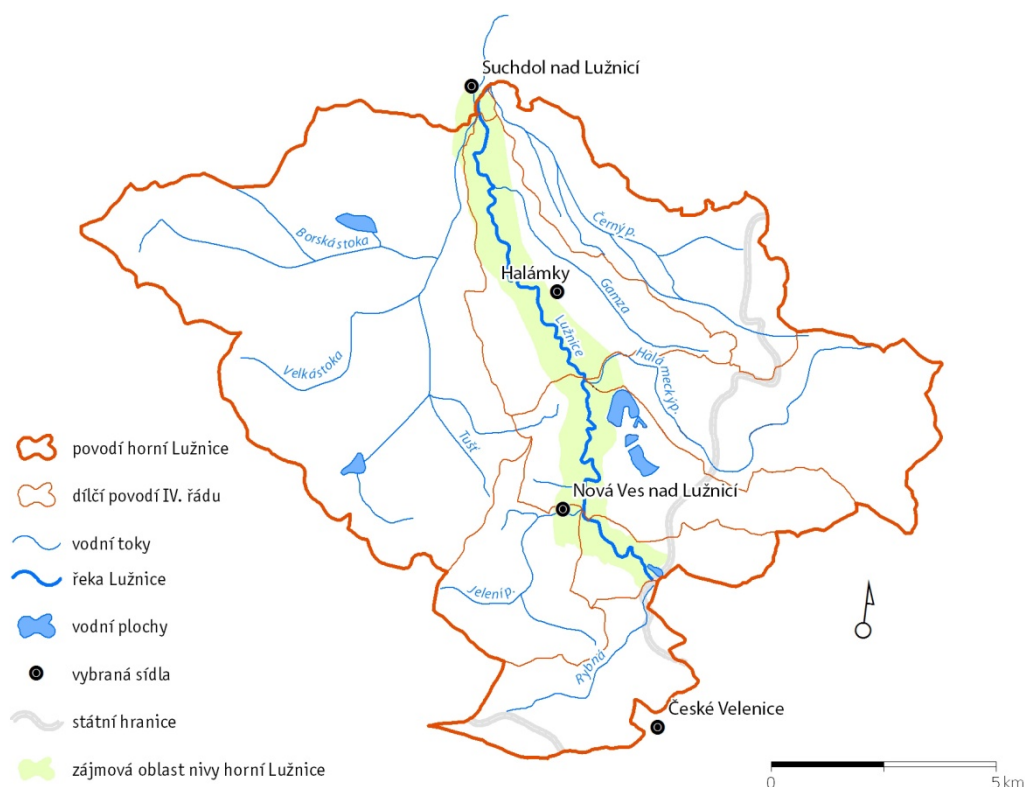 Suchdol nad Lužnicí
Černý p.
Borská stoka
Halámky
Gamza
Lužnice
Halámecký p.
Velká stoka
Tušť
povodí horní Lužnice
dílčí povodí IV. řádu
Nová Ves nad Lužnicí
vodní toky
řeka Lužnice
Jelení p.
vodní plochy
vybraná sídla
Rybná
České Velenice
státní hranice
zájmová oblast nivy horní Lužnice
0 5 km